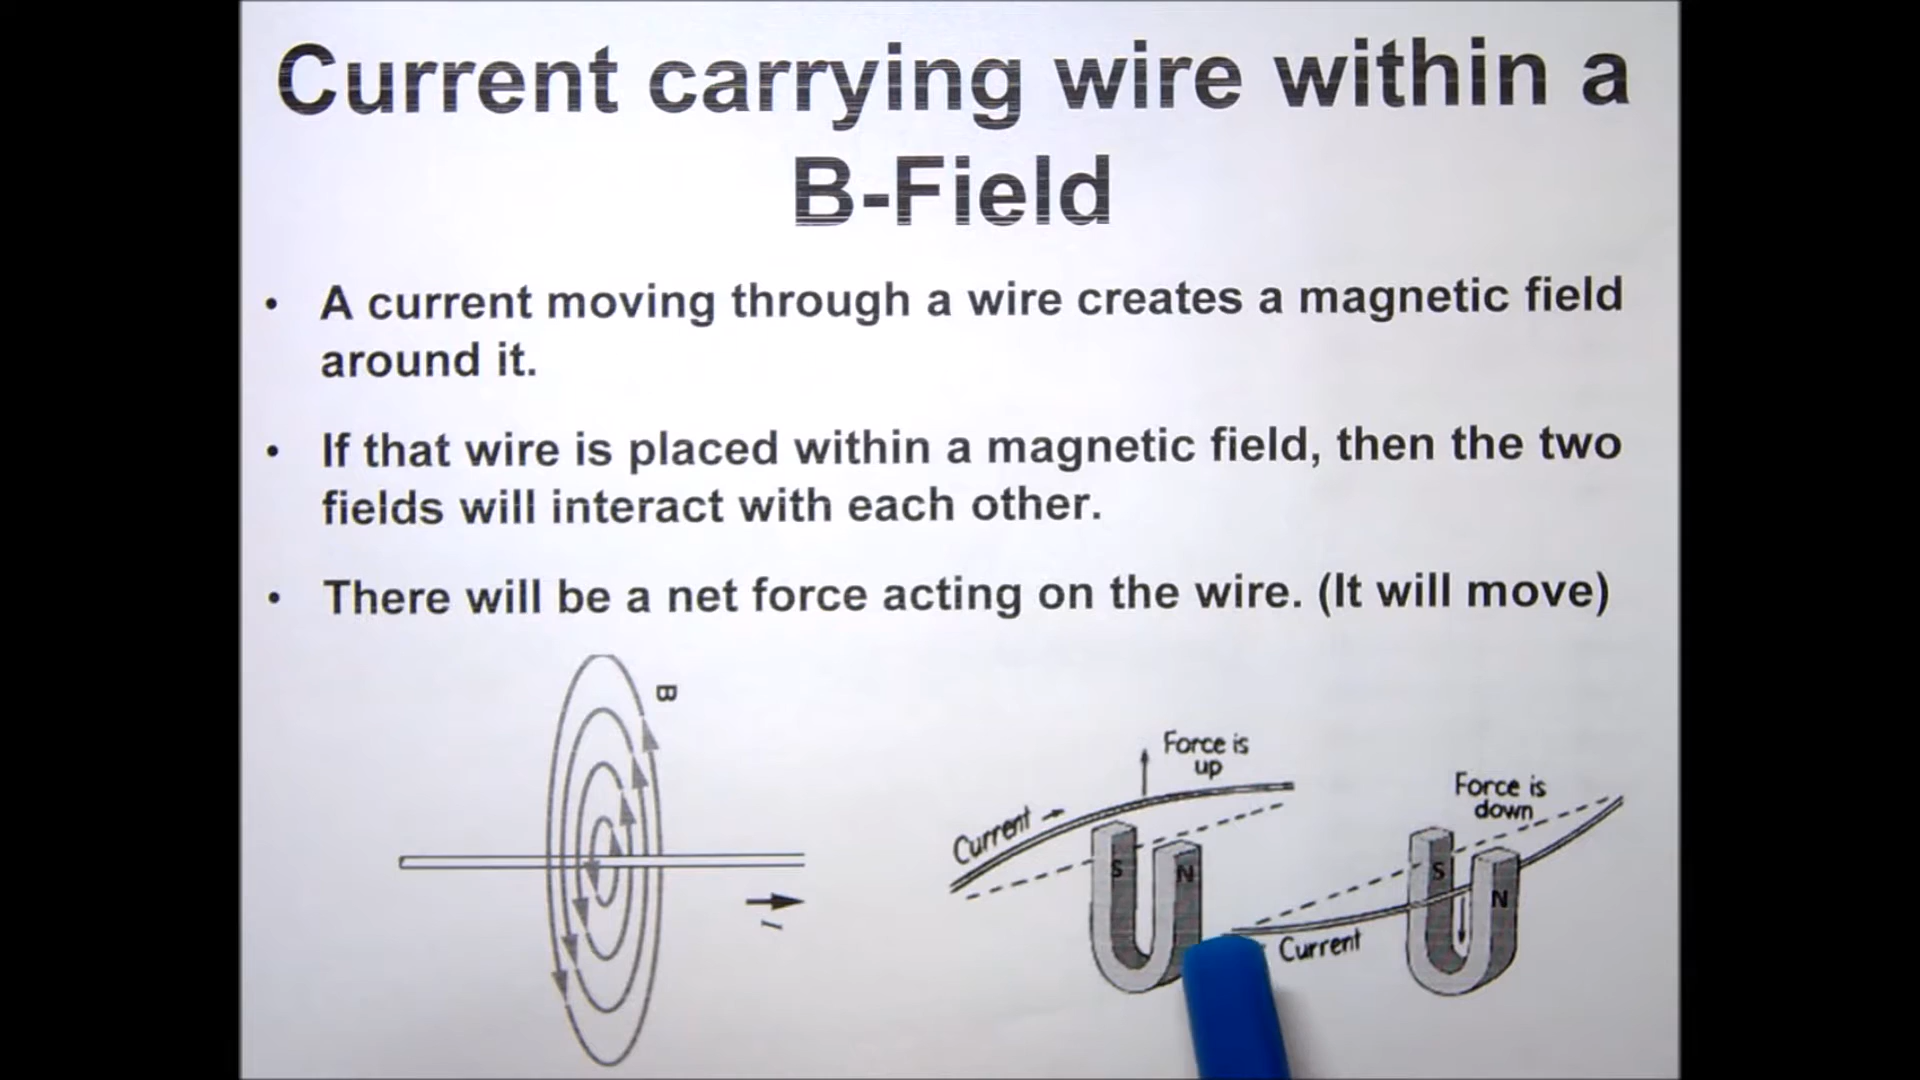 Current carrying wire within a
B-Field
• A current moving through a wire creates a magnetic field
around it.
• If that wire is placed within a magnetic field, then the two
fields will interact with each other.
• There will be a net force acting on the wire. (It will move)
B
I
Force is
up
Current
S
N
Force is
down
Current
S
N